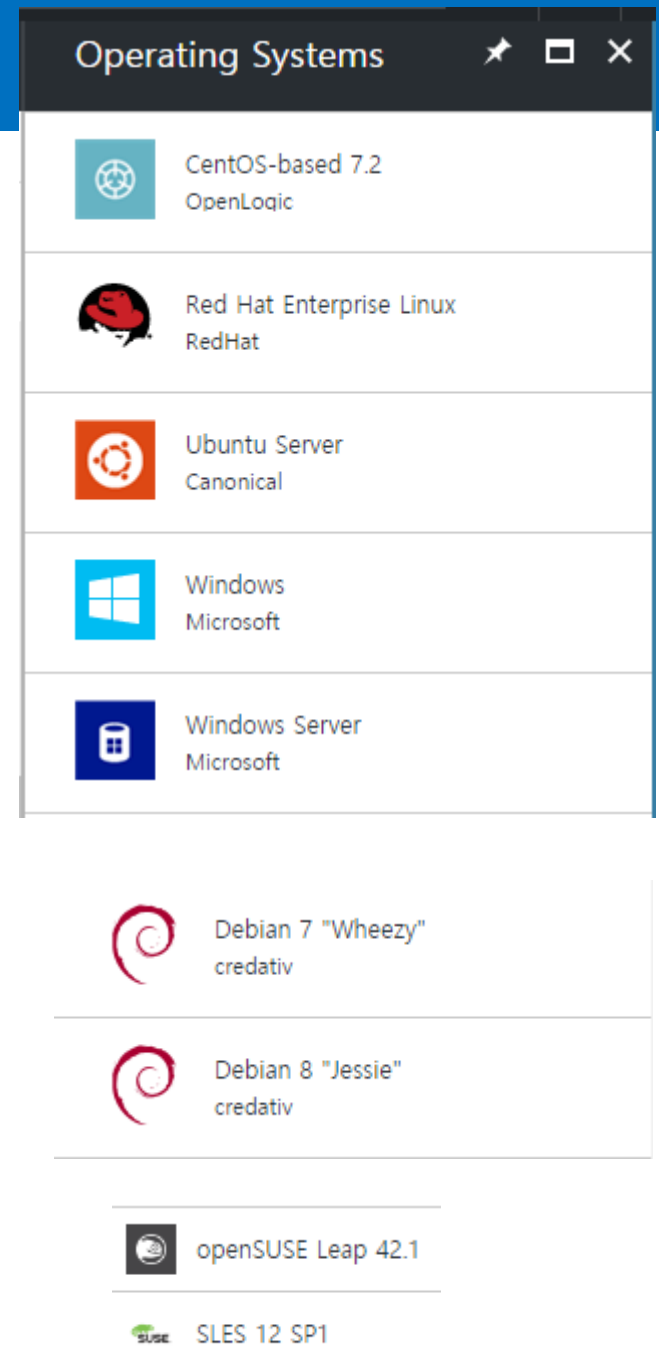 Operating Systems
CentOS-based 7.2
OpenLogic
Red Hat Enterprise Linux
RedHat
Ubuntu Server
Canonical
Windows
Microsoft
Windows Server
Microsoft
Debian 7 "Wheezy"
credativ
Debian 8 "Jessie"
credativ
openSUSE Leap 42.1
SUSE SLES 12 SP1